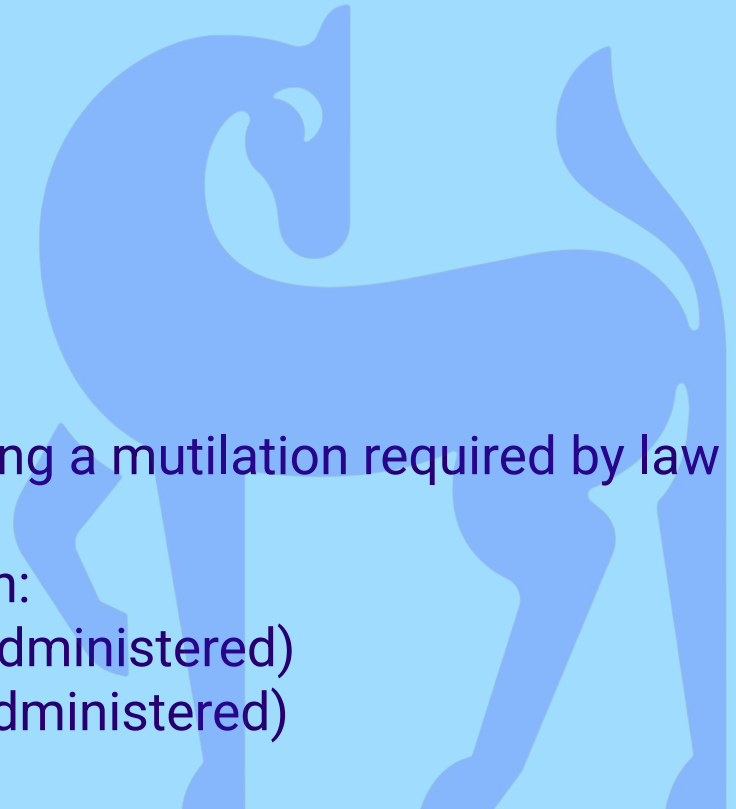 ng a mutilation required by law
n:
dministered)
dministered)